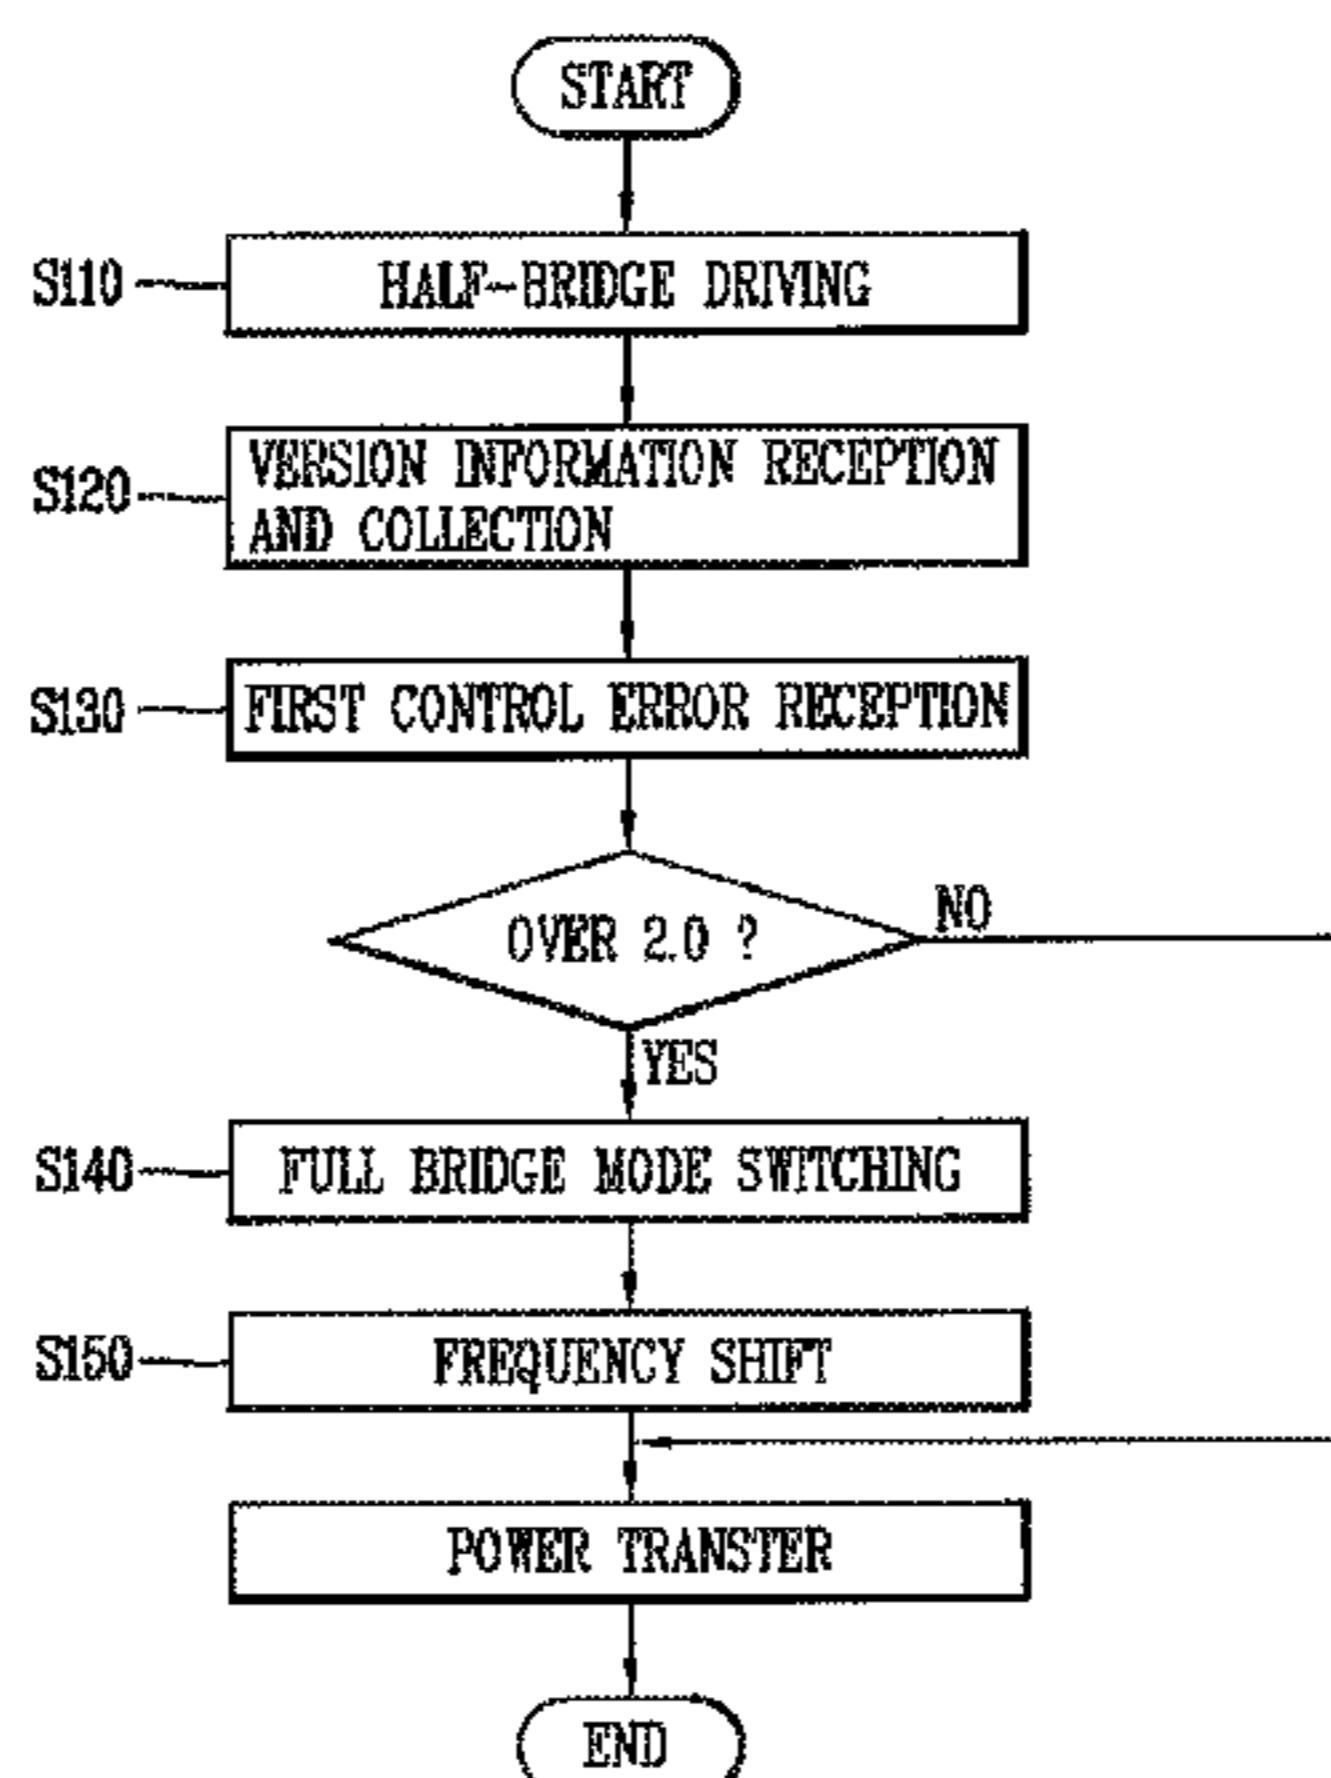 START
S110
HALF-BRIDGE DRIVING
S120
VERSION INFORMATION RECEPTION
AND COLLECTION
S130
FIRST CONTROL ERROR RECEPTION
OVER 2.0 ?
NO
YES
S140
FULL BRIDGE MODE SWITCHING
S150
FREQUENCY SHIFT
POWER TRANSTER
END